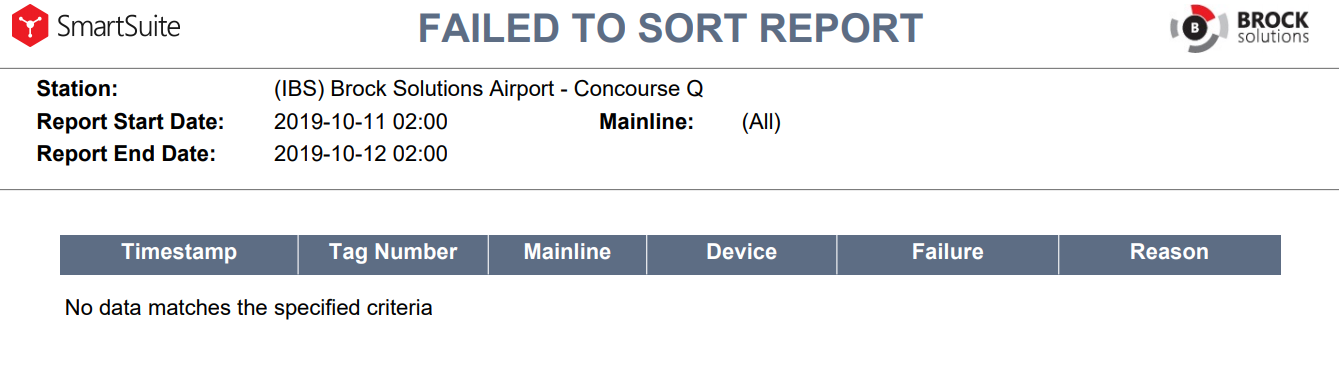 SmartSuite
FAILED TO SORT REPORT
B
BROCK
solutions
Station: (IBS) Brock Solutions Airport - Concourse Q
Report Start Date: 2019-10-11 02:00 Mainline: (All)
Report End Date: 2019-10-12 02:00
Timestamp Tag Number Mainline Device Failure Reason
No data matches the specified criteria